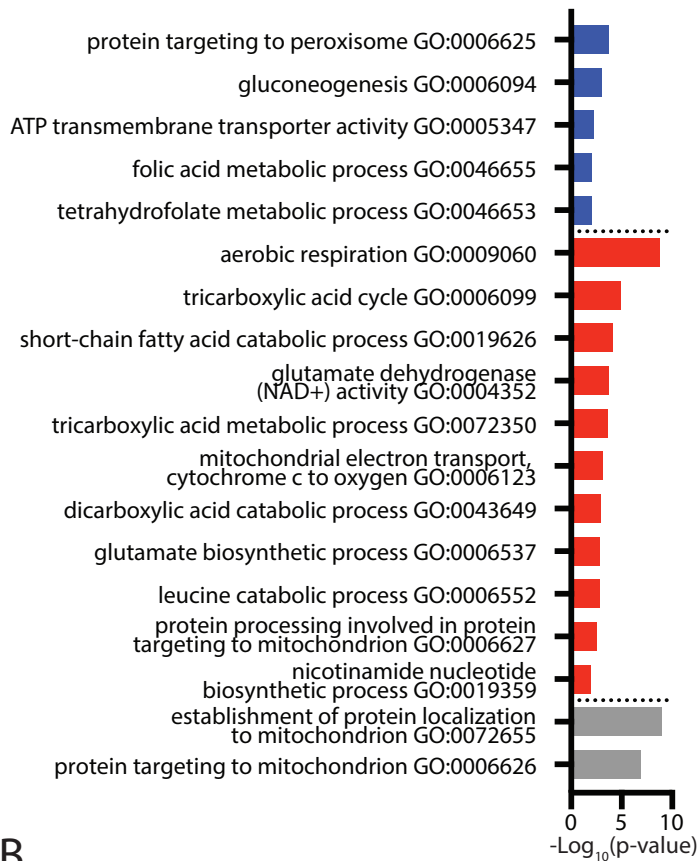 protein targeting to peroxisome GO:0006625
gluconeogenesis GO:0006094
ATP transmembrane transporter activity GO:0005347
folic acid metabolic process GO:0046655
tetrahydrofolate metabolic process GO:0046653
aerobic respiration GO:0009060
tricarboxylic acid cycle GO:0006099
short-chain fatty acid catabolic process GO:0019626
glutamate dehydrogenase
(NAD+) activity GO:0004352
tricarboxylic acid metabolic process GO:0072350
mitochondrial electron transport,
cytochrome c to oxygen GO:0006123
dicarboxylic acid catabolic process GO:0043649
glutamate biosynthetic process GO:0006537
leucine catabolic process GO:0006552
protein processing involved in protein
targeting to mitochondrion GO:0006627
nicotinamide nucleotide
biosynthetic process GO:0019359
establishment of protein localization
to mitochondrion GO:0072655
protein targeting to mitochondrion GO:0006626
0 5 10
-Log10(p-value)
B